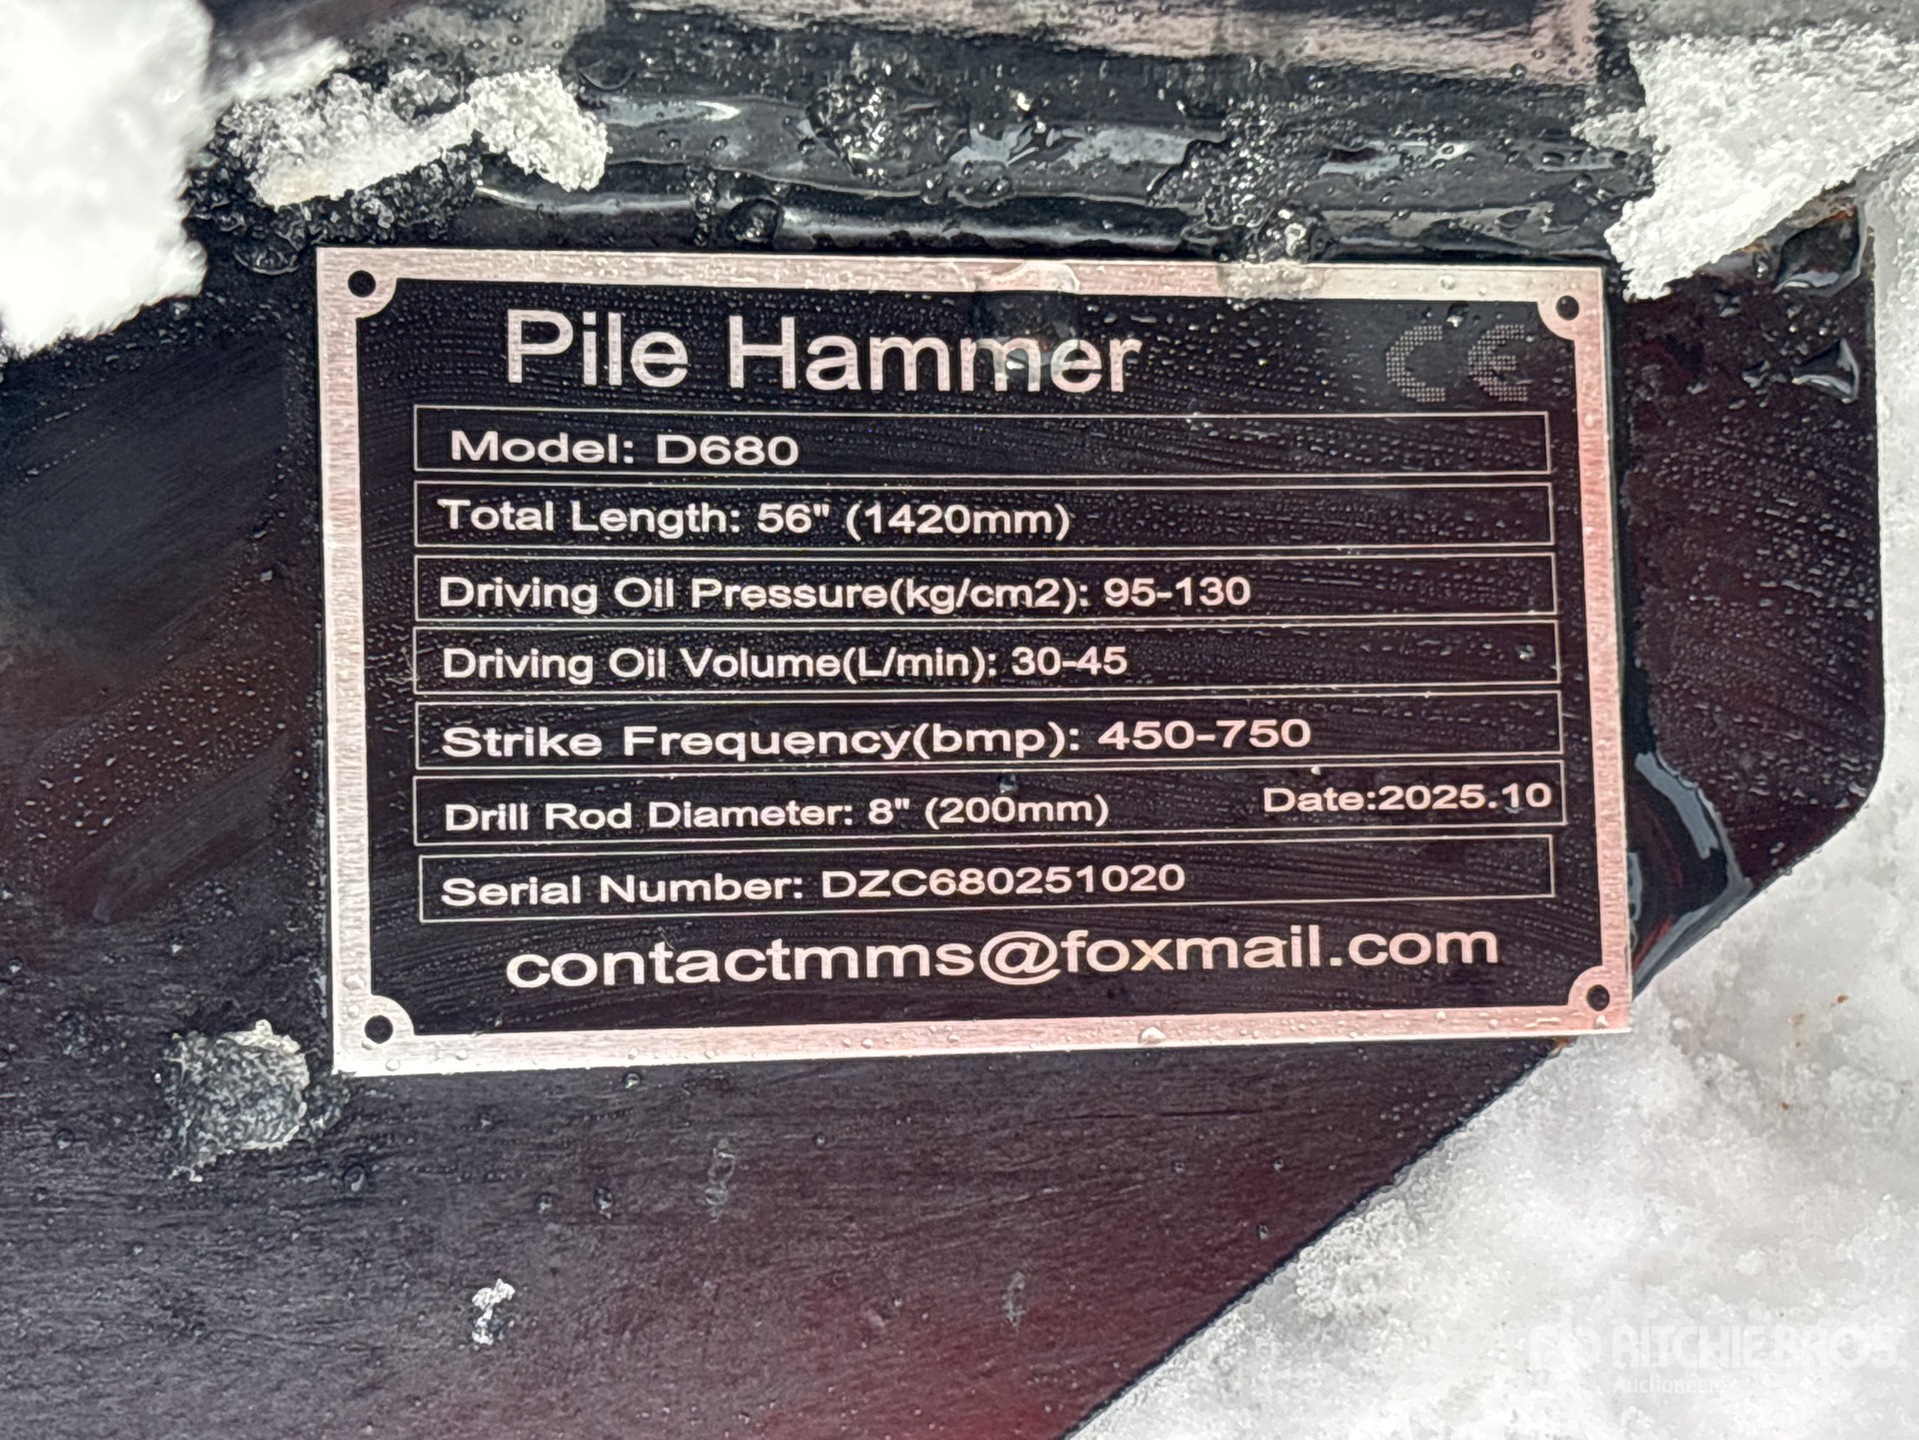 Pile Hammer CE
Model: D680
Total Length: 56" (1420mm)
Driving Oil Pressure(kg/cm2): 95-130
Driving Oil Volume(L/min): 30-45
Strike Frequency(bmp): 450-750
Drill Rod Diameter: 8" (200mm) Date:2025.10
Serial Number: DZC680251020
contactmms@foxmail.com
rb RITCHIE BROS.
Auctioneers